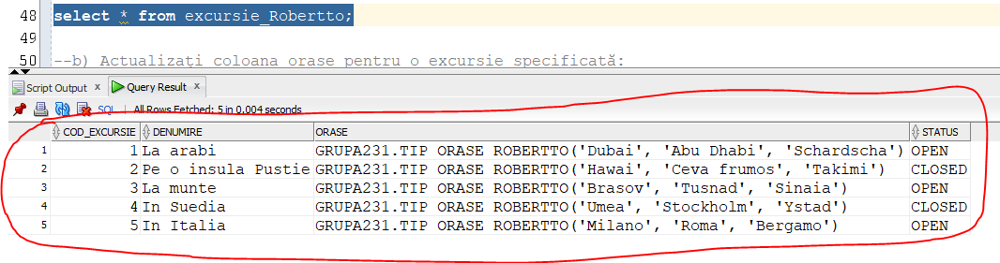 48 select * from excursie_Robertto;
49
50 --b) Actualizați coloana orase pentru o excursie specificată:
Script Output x Query Result x
SQL | All Rows Fetched: 5 in 0.004 seconds
COD_EXCURSIE DENUMIRE ORASE STATUS
1 1 La arabi GRUPA231.TIP_ORASE_ROBERTTO('Dubai', 'Abu Dhabi', 'Schardscha') OPEN
2 2 Pe o insula Pustie GRUPA231.TIP_ORASE_ROBERTTO('Hawai', 'Ceva frumos', 'Takimi') CLOSED
3 3 La munte GRUPA231.TIP_ORASE_ROBERTTO('Brasov', 'Tusnad', 'Sinaia') OPEN
4 4 In Suedia GRUPA231.TIP_ORASE_ROBERTTO('Umea', 'Stockholm', 'Ystad') CLOSED
5 5 In Italia GRUPA231.TIP_ORASE_ROBERTTO('Milano', 'Roma', 'Bergamo') OPEN